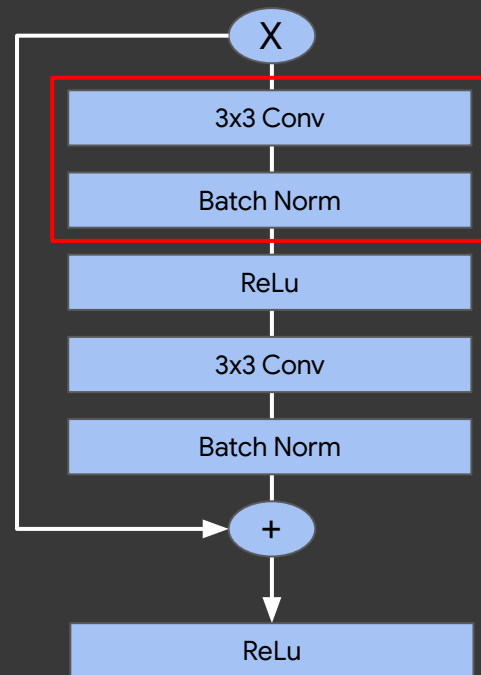 X
3x3 Conv
Batch Norm
ReLu
3x3 Conv
Batch Norm
+
ReLu